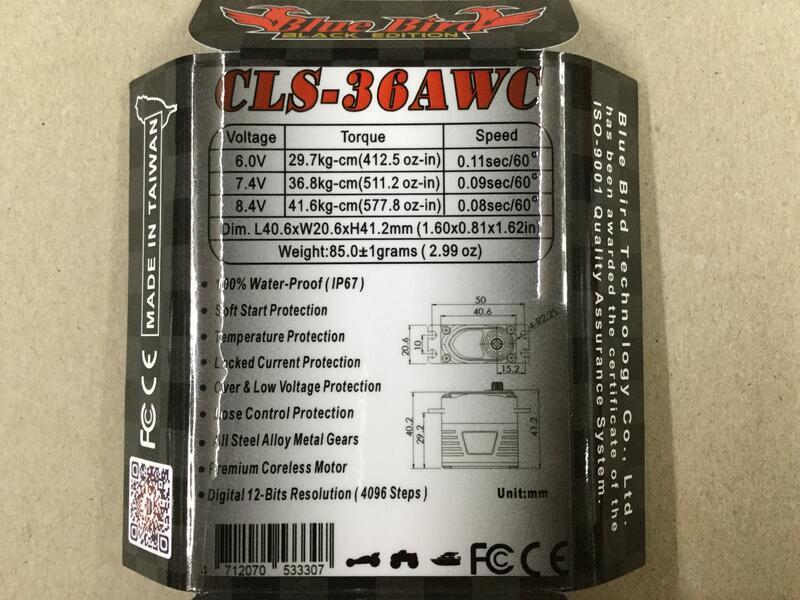 Blue Bird
BLACK EDITION
CLS-36AWC
Voltage Torque Speed
6.0V 29.7kg-cm(412.5 oz-in) 0.11sec/60°
7.4V 36.8kg-cm(511.2 oz-in) 0.09sec/60°
8.4V 41.6kg-cm(577.8 oz-in) 0.08sec/60°
Dim. L40.6xW20.6xH41.2mm (1.60x0.81x1.62in)
Weight:85.0±1grams ( 2.99 oz)
100% Water-Proof ( IP67 )
Soft Start Protection
Temperature Protection
Locked Current Protection
Over & Low Voltage Protection
Lose Control Protection
All Steel Alloy Metal Gears
Premium Coreless Motor
Digital 12-Bits Resolution ( 4096 Steps )
50
40.6
4-R2.25
20.6
10
15.2
40.2
29.2
41.2
Unit:mm
4 712070 533307
FC CE
MADE IN TAIWAN
FC CE
Blue Bird Technology Co., Ltd.
has been awarded the certificate of the
ISO-9001 Quality Assurance System.